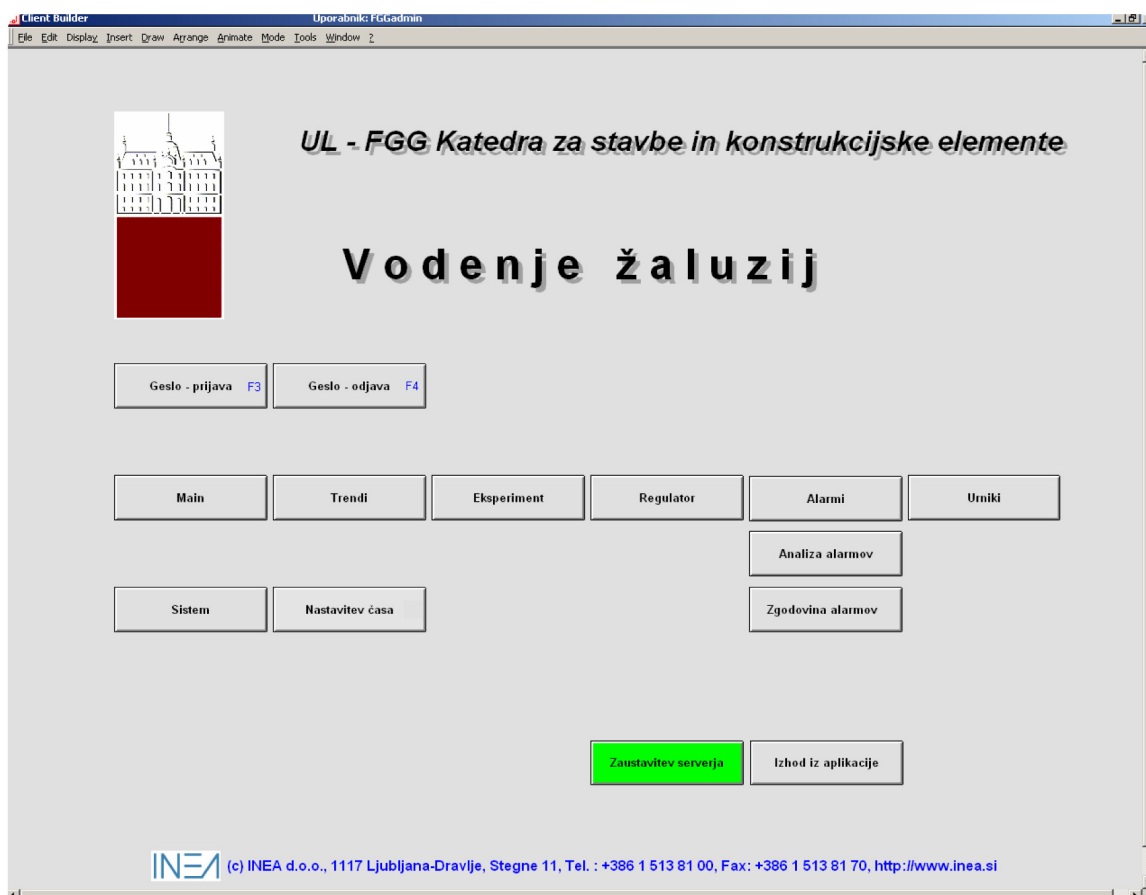 Client Builder Uporabnik: FGGadmin
File Edit Display Insert Draw Arrange Animate Mode Tools Window ?
UL - FGG Katedra za stavbe in konstrukcijske elemente
Vodenje žaluzij
Geslo - prijava F3 Geslo - odjava F4
Main Trendi Eksperiment Regulator Alarmi Urniki
Analiza alarmov
Sistem Nastavitev časa Zgodovina alarmov
Zaustavitev serverja Izhod iz aplikacije
INEA (c) INEA d.o.o., 1117 Ljubljana-Dravlje, Stegne 11, Tel. : +386 1 513 81 00, Fax: +386 1 513 81 70, http://www.inea.si